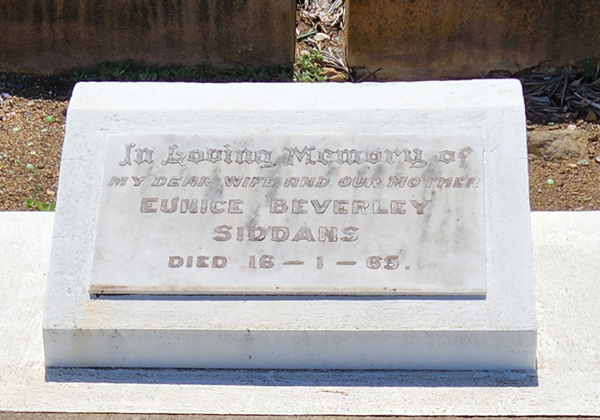 In Loving Memory of
MY DEAR WIFE AND OUR MOTHER
EUNICE BEVERLEY
SIDDANS
DIED 16 – 1 – 65.